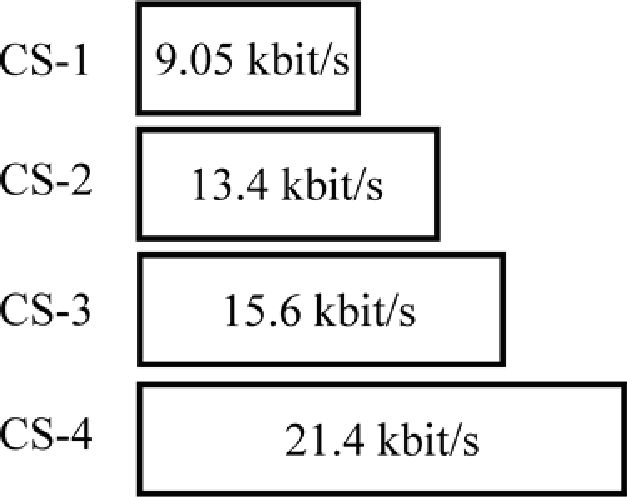 CS-1 9.05 kbit/s
CS-2 13.4 kbit/s
CS-3 15.6 kbit/s
CS-4 21.4 kbit/s